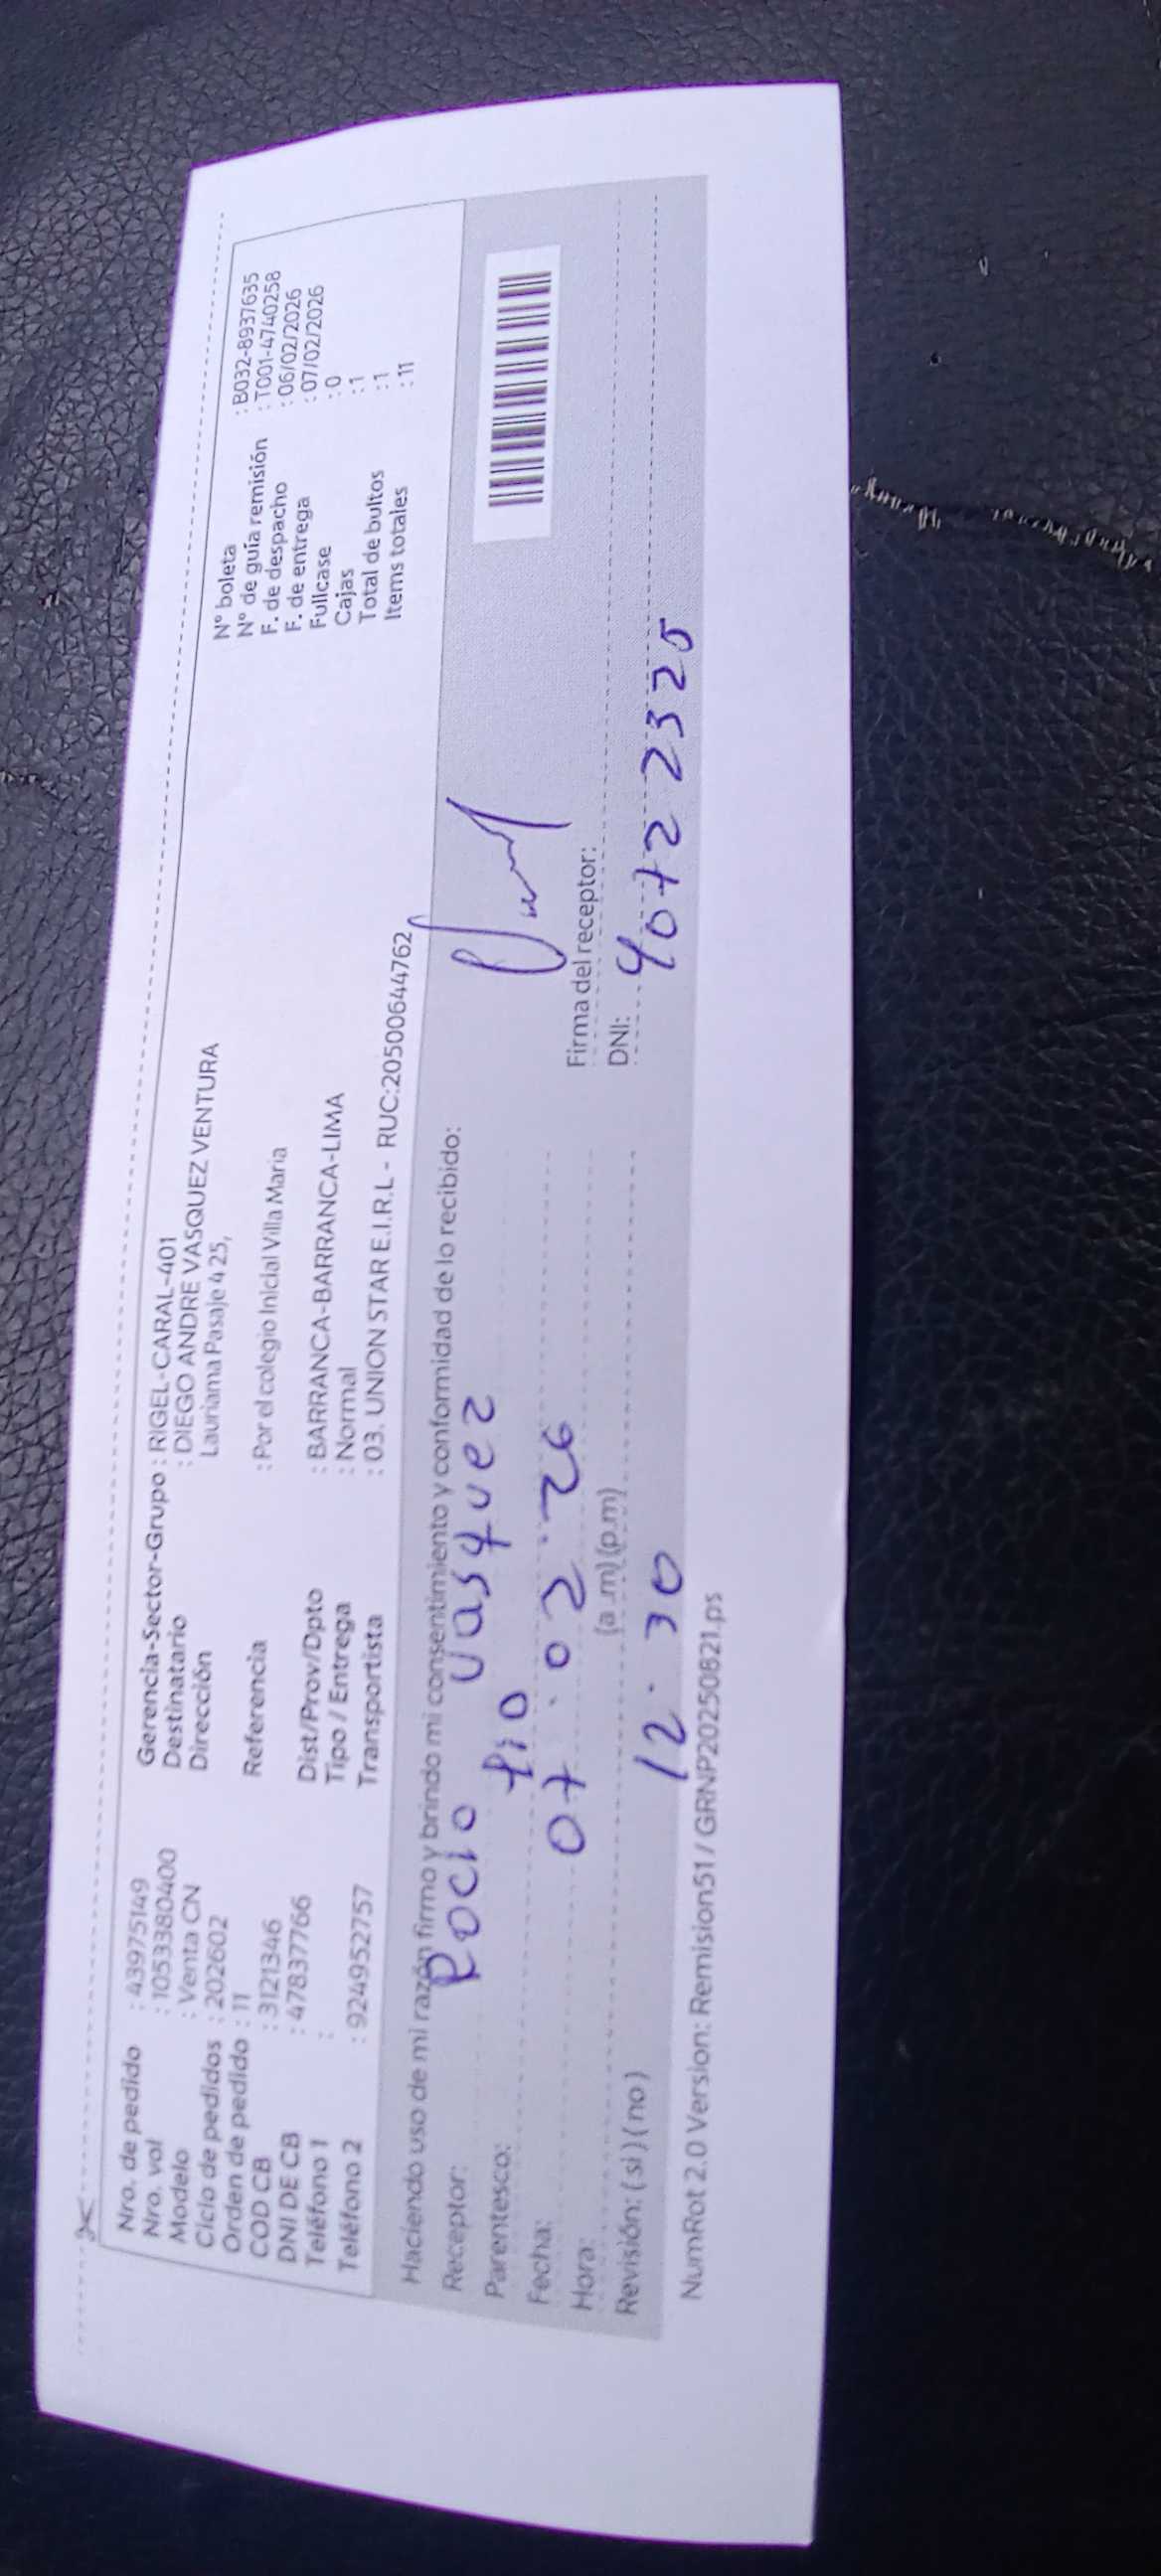 Nro. de pedido : 43975149
Nro. vol : 1053380400
Modelo : Venta CN
Ciclo de pedidos : 202602
Orden de pedido : 11
COD CB : 3121346
DNI DE CB : 47837766
Teléfono 1 :
Teléfono 2 : 924952757
Gerencia-Sector-Grupo : RIGEL-CARAL-401
Destinatario : DIEGO ANDRE VASQUEZ VENTURA
Dirección Lauriama Pasaje 4 25,
Referencia : Por el colegio Inicial Villa Maria
Dist/Prov/Dpto : BARRANCA-BARRANCA-LIMA
Tipo / Entrega : Normal
Transportista : 03. UNION STAR E.I.R.L - RUC:20500644762
N° boleta : B032-8937635
N° de guía remisión : T001-4740258
F. de despacho : 06/02/2026
F. de entrega : 07/02/2026
Fullcase : 0
Cajas : 1
Total de bultos : 1
Items totales : 11
Haciendo uso de mi razón firmo y brindo mi consentimiento y conformidad de lo recibido:
Receptor: Rocio Vasquez
Parentesco: tio
Fecha: 07 . 02 . 26
Hora: (a.m) (p.m)
12 . 30
Revisión: ( si ) ( no )
Firma del receptor:
DNI: 40722325
NumRot 2.0 Version: Remision51 / GRNP20250821.ps